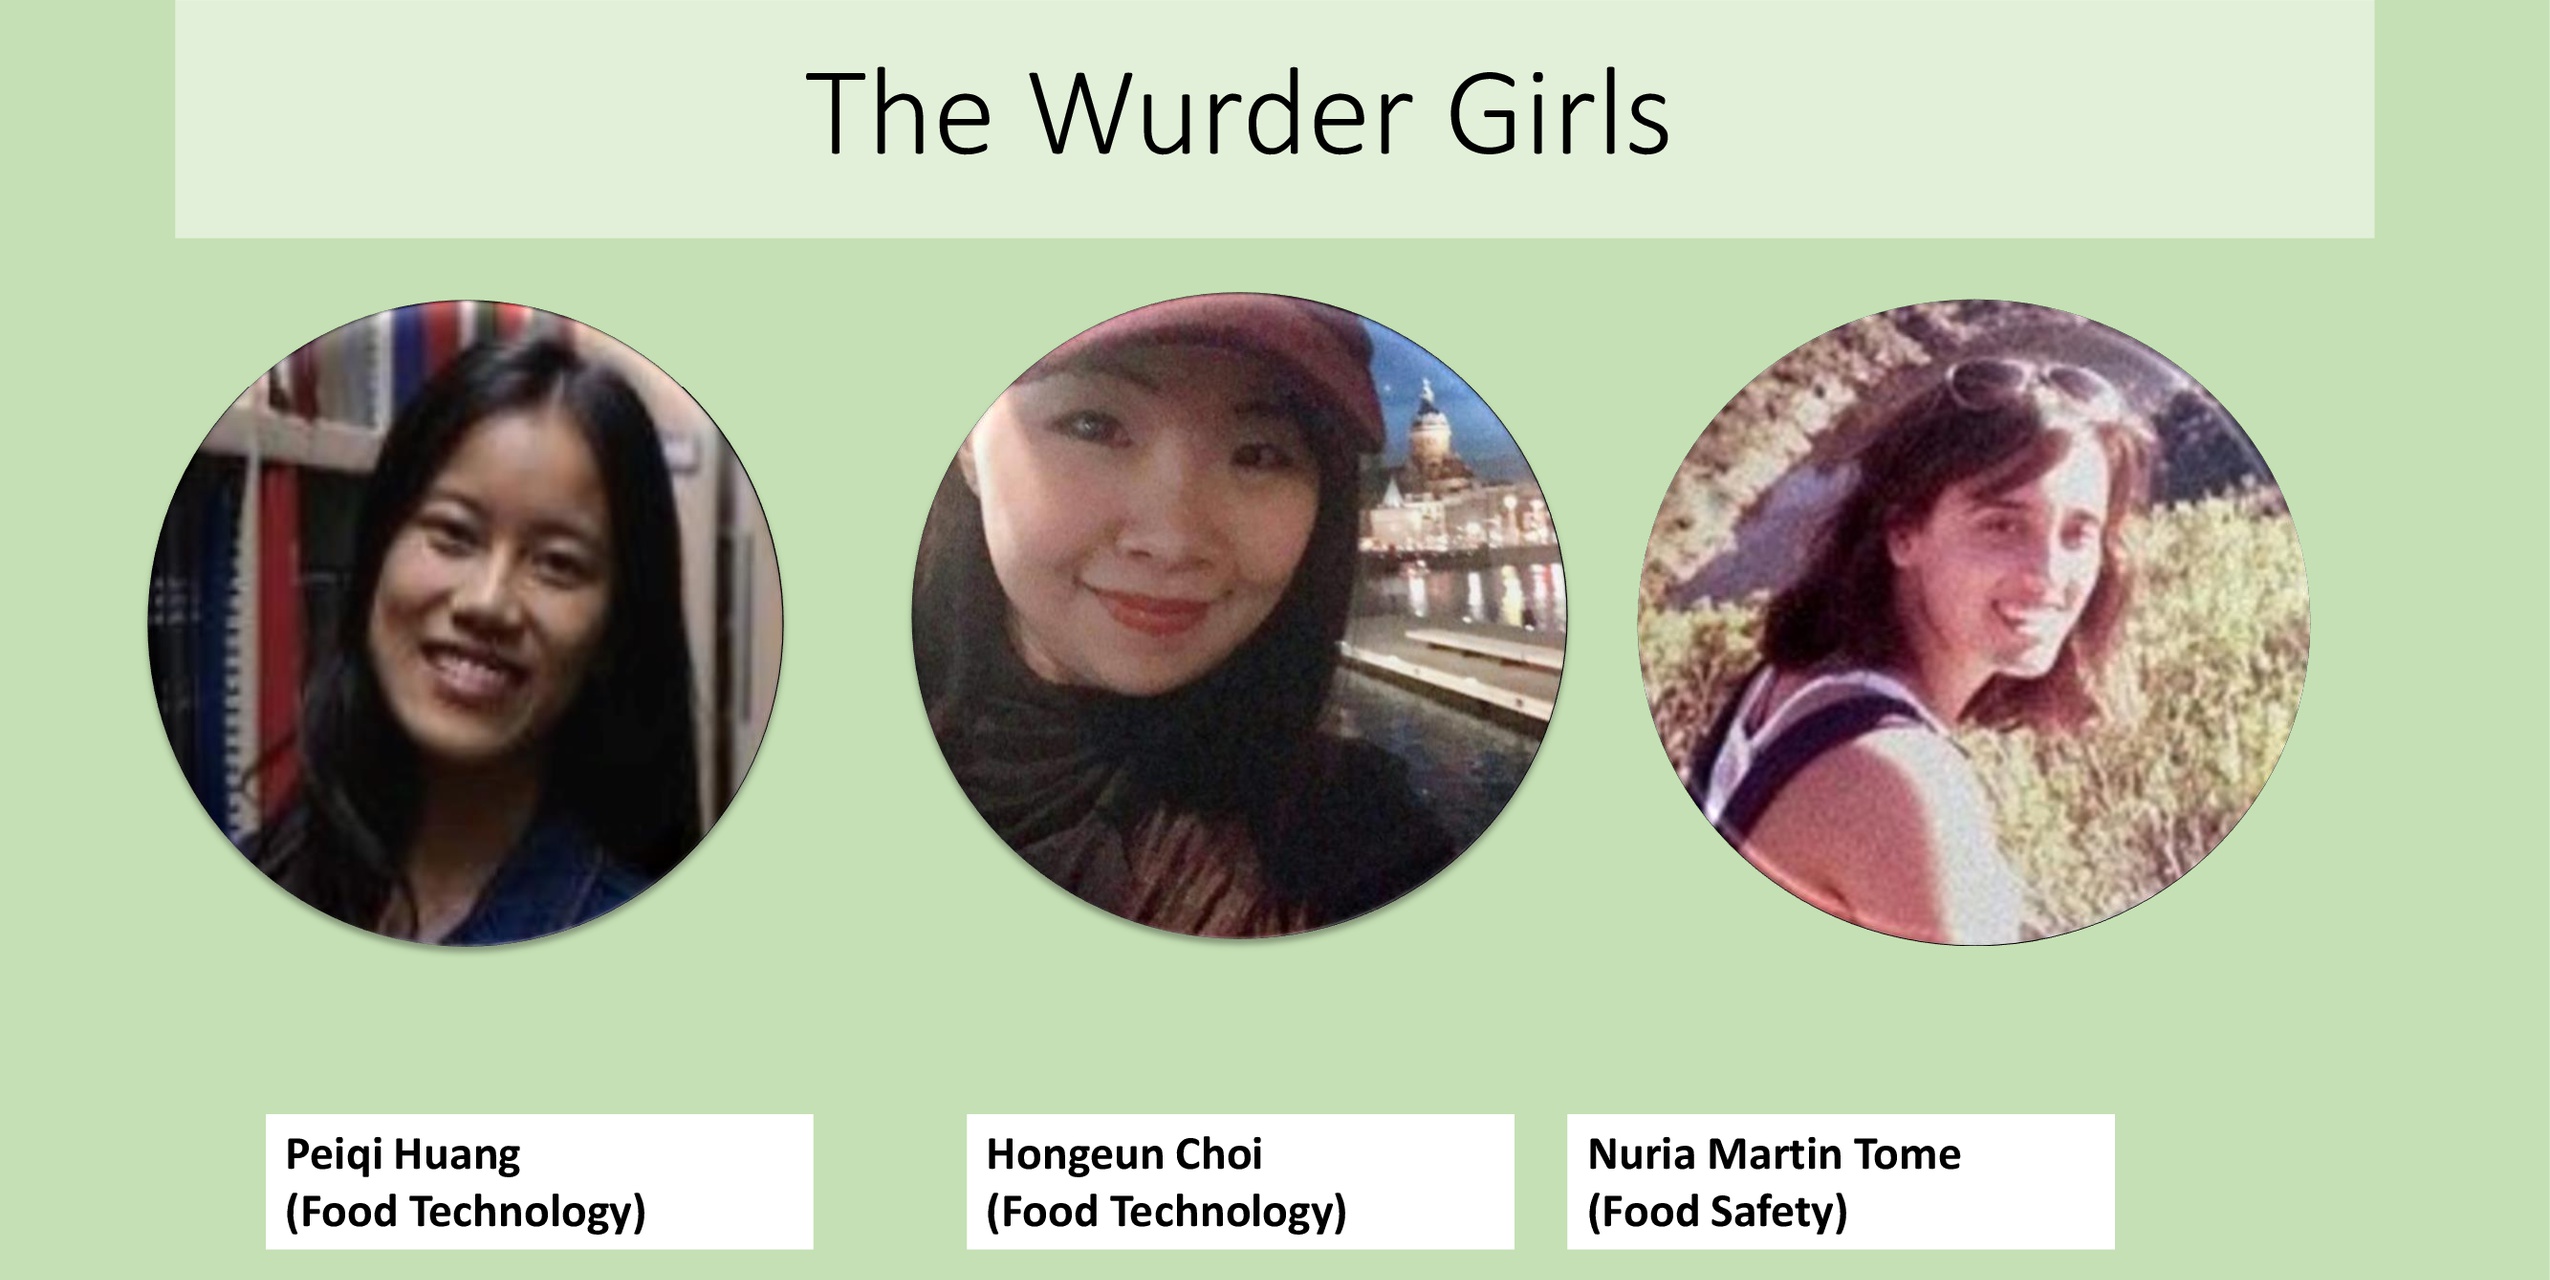 The Wurder Girls
Peiqi Huang
(Food Technology)
Hongeun Choi
(Food Technology)
Nuria Martin Tome
(Food Safety)